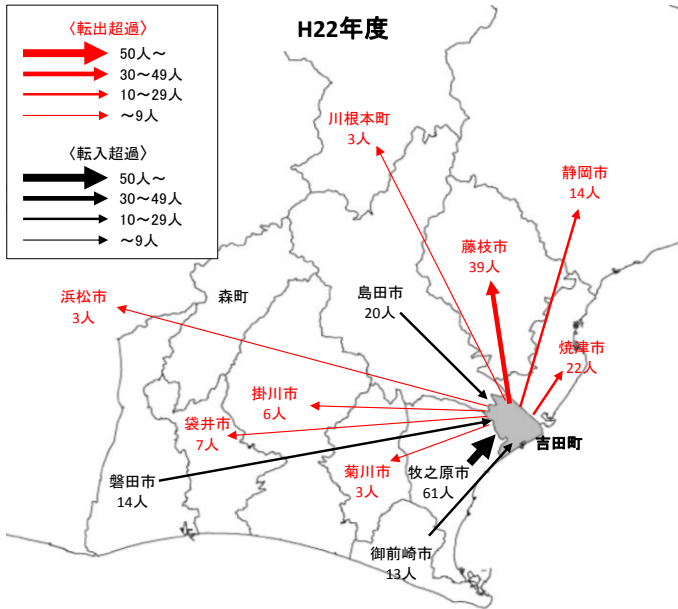 H22年度
〈転出超過〉
50人～
30～49人
10～29人
～9人
〈転入超過〉
50人～
30～49人
10～29人
～9人
川根本町
3人
静岡市
14人
藤枝市
39人
浜松市
3人
森町
島田市
20人
焼津市
22人
掛川市
6人
袋井市
7人
吉田町
菊川市
3人
牧之原市
61人
磐田市
14人
御前崎市
13人